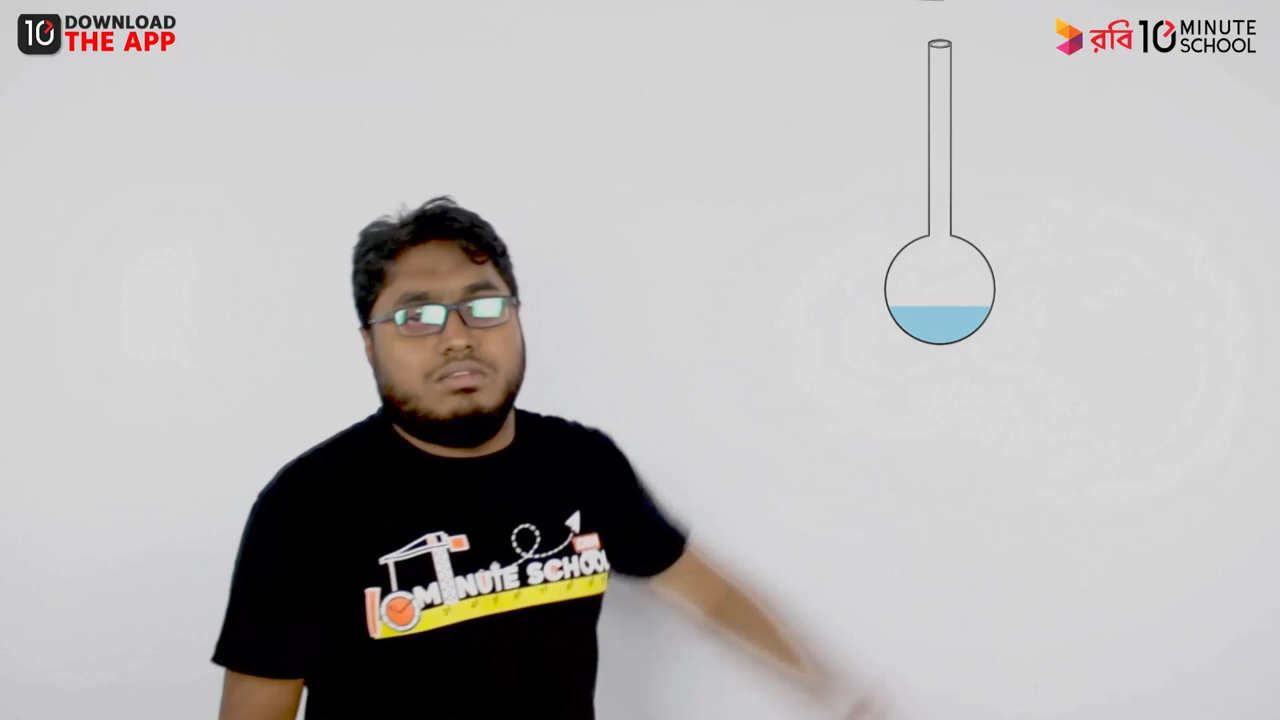 10 DOWNLOAD
THE APP
রবি 10 MINUTE
SCHOOL
10 MINUTE SCHOOL